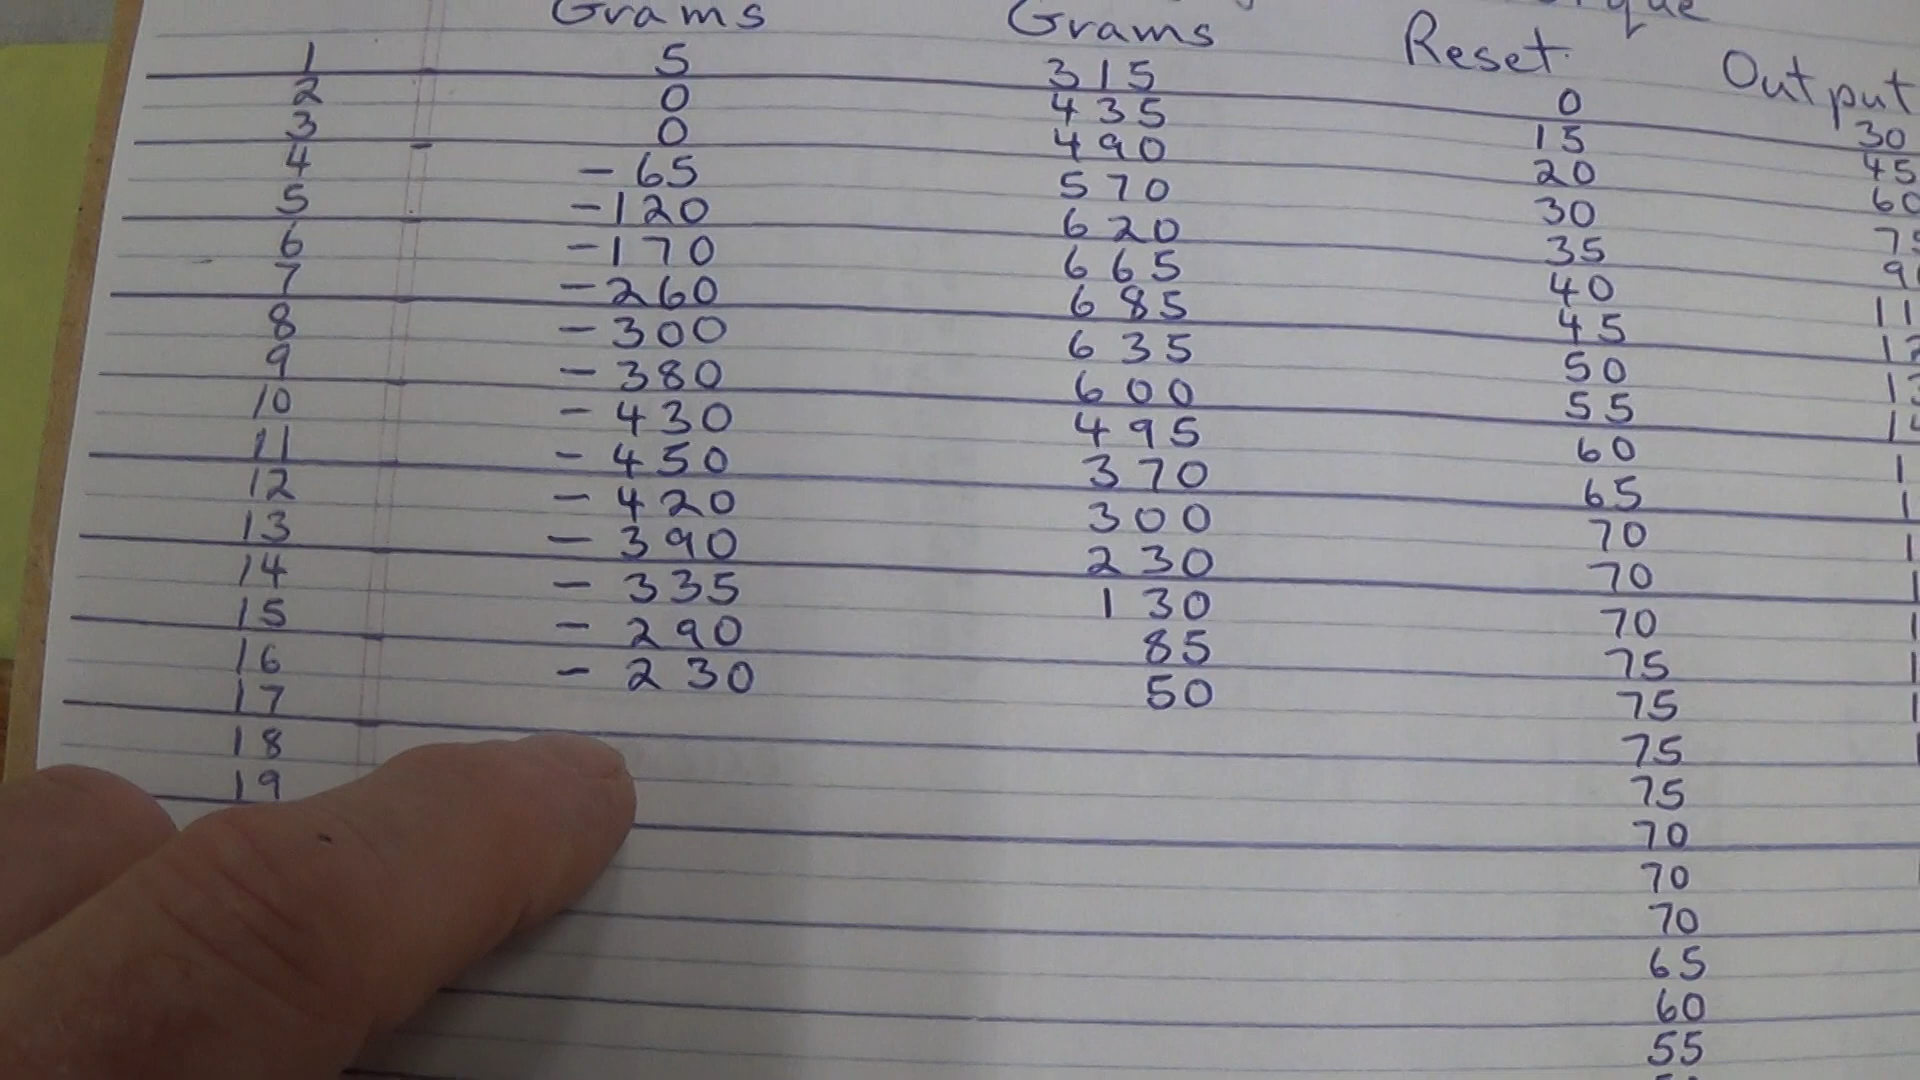 Grams Grams Reset Output
1 5 315 0 30
2 0 435 15 45
3 0 490 20 60
4 -65 570 30
5 -120 620 35
6 -170 665 40
7 -260 685 45
8 -300 635 50
9 -380 600 55
10 -430 495 60
11 -450 370 65
12 -420 300 70
13 -390 230 70
14 -335 130 70
15 -290 85 75
16 -230 50 75
17 75
18 75
19 70
70
70
65
60
55